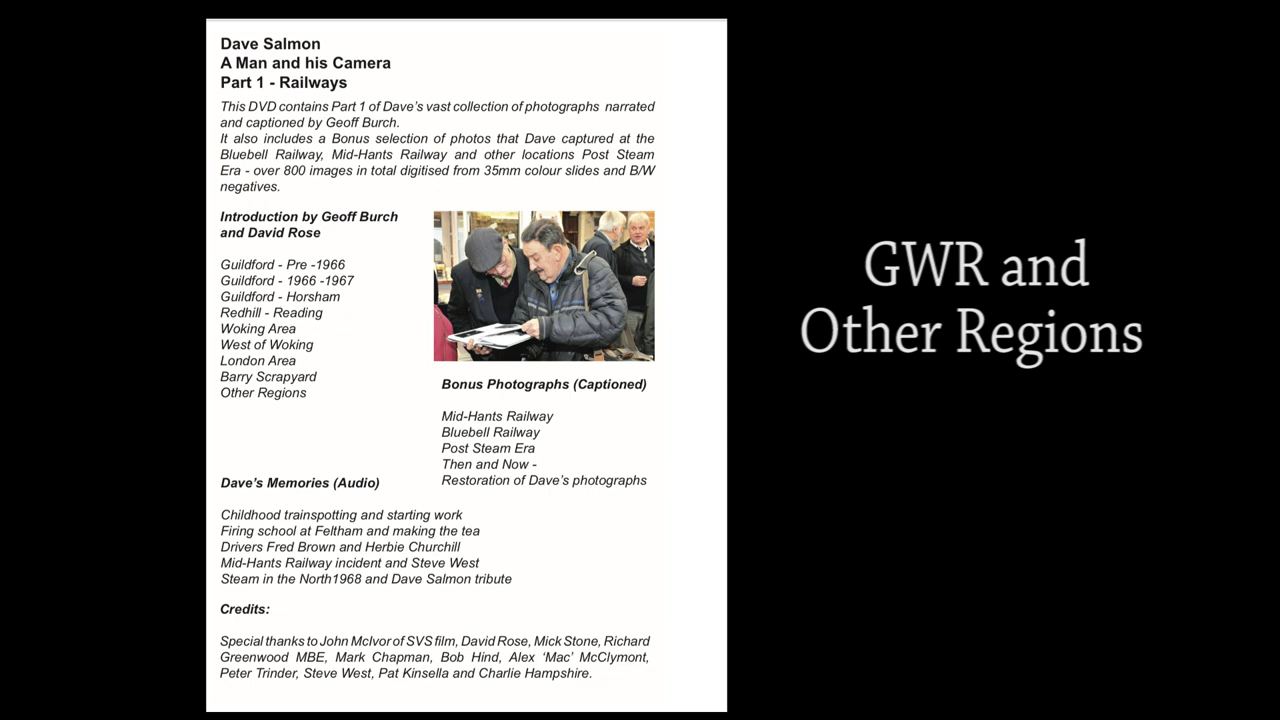 Dave Salmon
A Man and his Camera
Part 1 - Railways
This DVD contains Part 1 of Dave's vast collection of photographs narrated
and captioned by Geoff Burch.
It also includes a Bonus selection of photos that Dave captured at the
Bluebell Railway, Mid-Hants Railway and other locations Post Steam
Era - over 800 images in total digitised from 35mm colour slides and B/W
negatives.
Introduction by Geoff Burch
and David Rose
Guildford - Pre -1966
Guildford - 1966 -1967
Guildford - Horsham
Redhill - Reading
Woking Area
West of Woking
London Area
Barry Scrapyard
Other Regions
Bonus Photographs (Captioned)
Mid-Hants Railway
Bluebell Railway
Post Steam Era
Then and Now -
Restoration of Dave's photographs
Dave's Memories (Audio)
Childhood trainspotting and starting work
Firing school at Feltham and making the tea
Drivers Fred Brown and Herbie Churchill
Mid-Hants Railway incident and Steve West
Steam in the North1968 and Dave Salmon tribute
Credits:
Special thanks to John McIvor of SVS film, David Rose, Mick Stone, Richard
Greenwood MBE, Mark Chapman, Bob Hind, Alex 'Mac' McClymont,
Peter Trinder, Steve West, Pat Kinsella and Charlie Hampshire.
GWR and
Other Regions